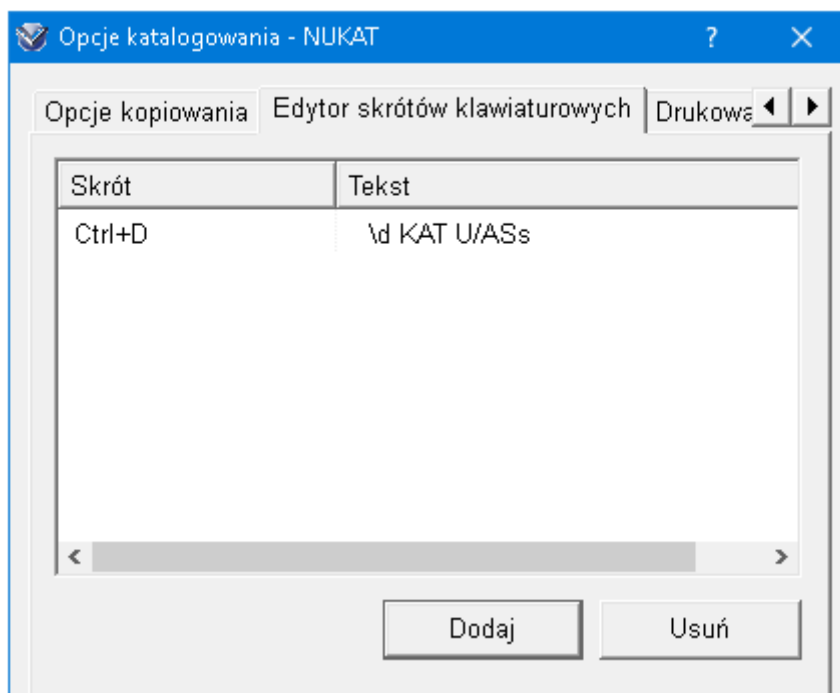 Opcje katalogowania - NUKAT ? ×
Opcje kopiowania Edytor skrótów klawiaturowych Drukowa
Skrót Tekst
Ctrl+D \d KAT U/ASs
Dodaj Usuń